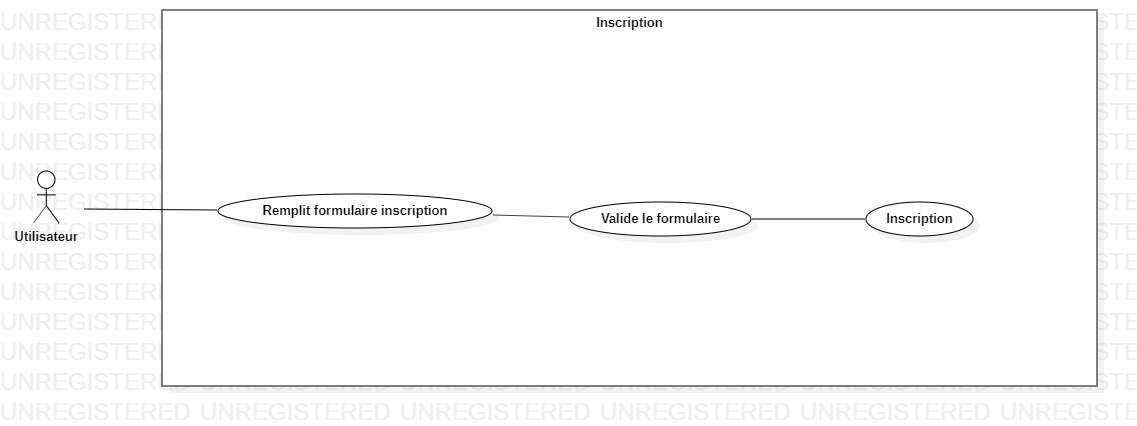 Inscription
Remplit formulaire inscription
Valide le formulaire
Inscription
Utilisateur
UNREGISTERED UNREGISTERED UNREGISTERED UNREGISTERED UNREGISTERED UNREGISTE